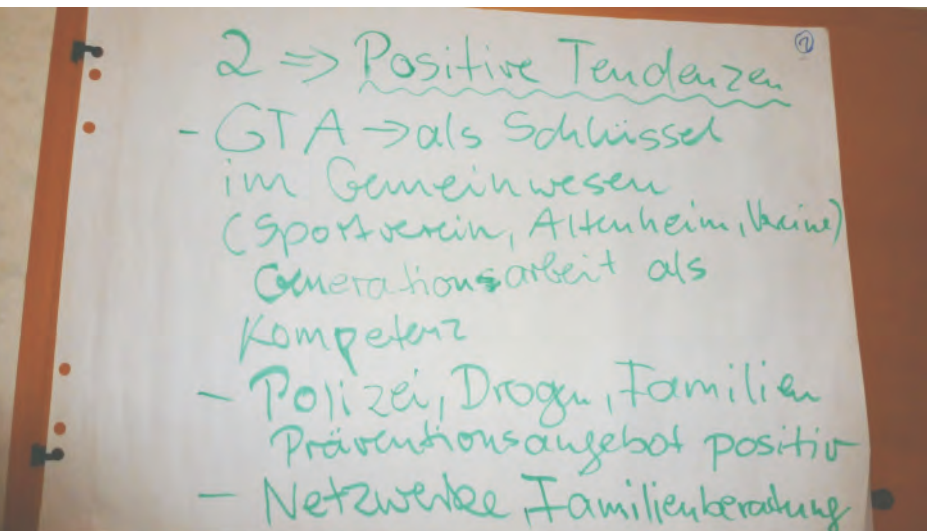 ②
2 => Positive Tendenzen
- GTA -> als Schlüssel
im Gemeinwesen
(Sportverein, Altenheim, Vereine)
Generationsarbeit als
Kompetenz
- Polizei, Drogen, Familien
Präventionsangebot positiv
- Netzwerke, Familienberatung